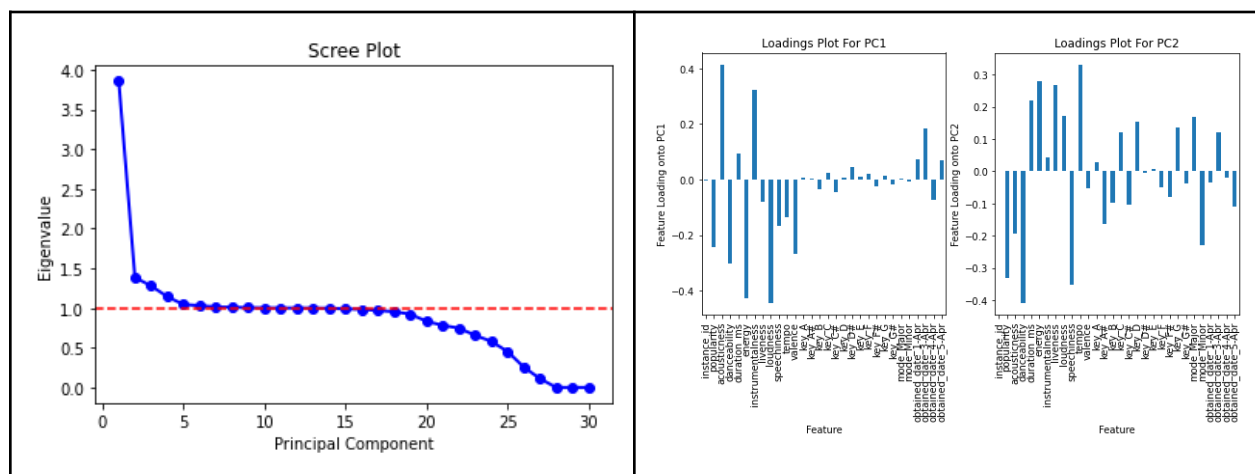 Scree Plot
4.0
3.5
3.0
2.5
2.0
1.5
1.0
0.5
0.0
Eigenvalue
0
5
10
15
20
25
30
Principal Component
Loadings Plot For PC1
0.4
0.2
0.0
−0.2
−0.4
Feature Loading onto PC1
instance_id
popularity
acousticness
danceability
duration_ms
energy
instrumentalness
liveness
loudness
speechiness
tempo
valence
key_A
key_A#
key_B
key_C
key_C#
key_D
key_D#
key_E
key_F
key_F#
key_G
key_G#
mode_Major
mode_Minor
obtained_date_1-Apr
obtained_date_3-Apr
obtained_date_4-Apr
obtained_date_5-Apr
Feature
Loadings Plot For PC2
0.3
0.2
0.1
0.0
−0.1
−0.2
−0.3
−0.4
Feature Loading onto PC2
instance_id
popularity
acousticness
danceability
duration_ms
energy
instrumentalness
liveness
loudness
speechiness
tempo
valence
key_A
key_A#
key_B
key_C
key_C#
key_D
key_D#
key_E
key_F
key_F#
key_G
key_G#
mode_Major
mode_Minor
obtained_date_1-Apr
obtained_date_3-Apr
obtained_date_4-Apr
obtained_date_5-Apr
Feature